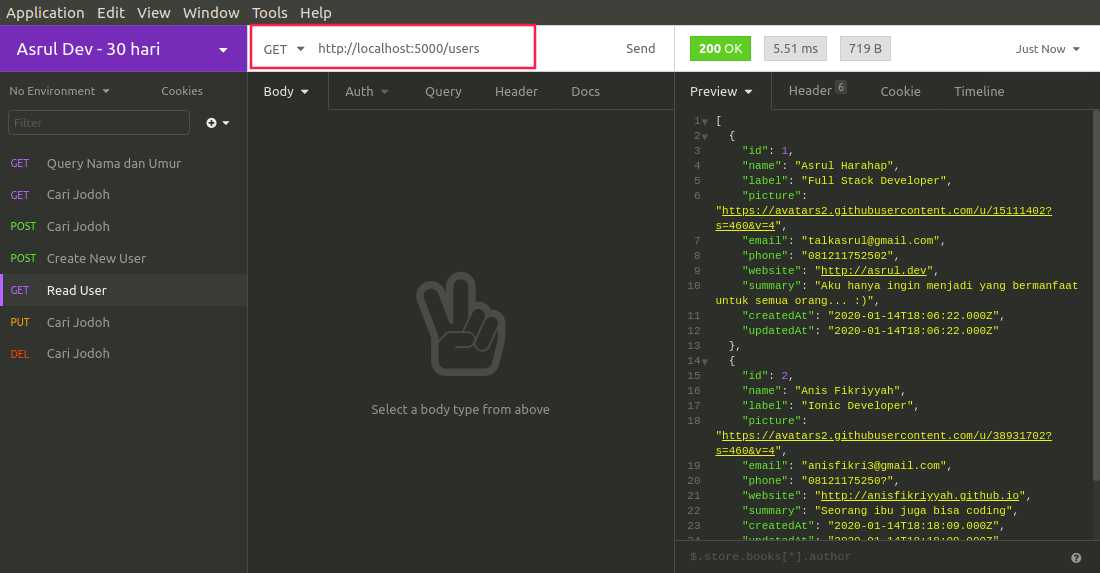 Application Edit View Window Tools Help
Asrul Dev - 30 hari
GET http://localhost:5000/users Send
200 OK 5.51 ms 719 B Just Now
No Environment Cookies
Filter
GET Query Nama dan Umur
GET Cari Jodoh
POST Cari Jodoh
POST Create New User
GET Read User
PUT Cari Jodoh
DEL Cari Jodoh
Body Auth Query Header Docs
Select a body type from above
Preview Header 6 Cookie Timeline
1 [
2 {
3 "id": 1,
4 "name": "Asrul Harahap",
5 "label": "Full Stack Developer",
6 "picture":
"https://avatars2.githubusercontent.com/u/15111402?
s=460&v=4",
7 "email": "talkasrul@gmail.com",
8 "phone": "081211752502",
9 "website": "http://asrul.dev",
10 "summary": "Aku hanya ingin menjadi yang bermanfaat
untuk semua orang... :)",
11 "createdAt": "2020-01-14T18:06:22.000Z",
12 "updatedAt": "2020-01-14T18:06:22.000Z"
13 },
14 {
15 "id": 2,
16 "name": "Anis Fikriyyah",
17 "label": "Ionic Developer",
18 "picture":
"https://avatars2.githubusercontent.com/u/38931702?
s=460&v=4",
19 "email": "anisfikri3@gmail.com",
20 "phone": "08121175250?",
21 "website": "http://anisfikriyyah.github.io",
22 "summary": "Seorang ibu juga bisa coding",
23 "createdAt": "2020-01-14T18:18:09.000Z",
24 "updatedAt": "2020-01-14T18:18:09.000Z"
$.store.books[*].author